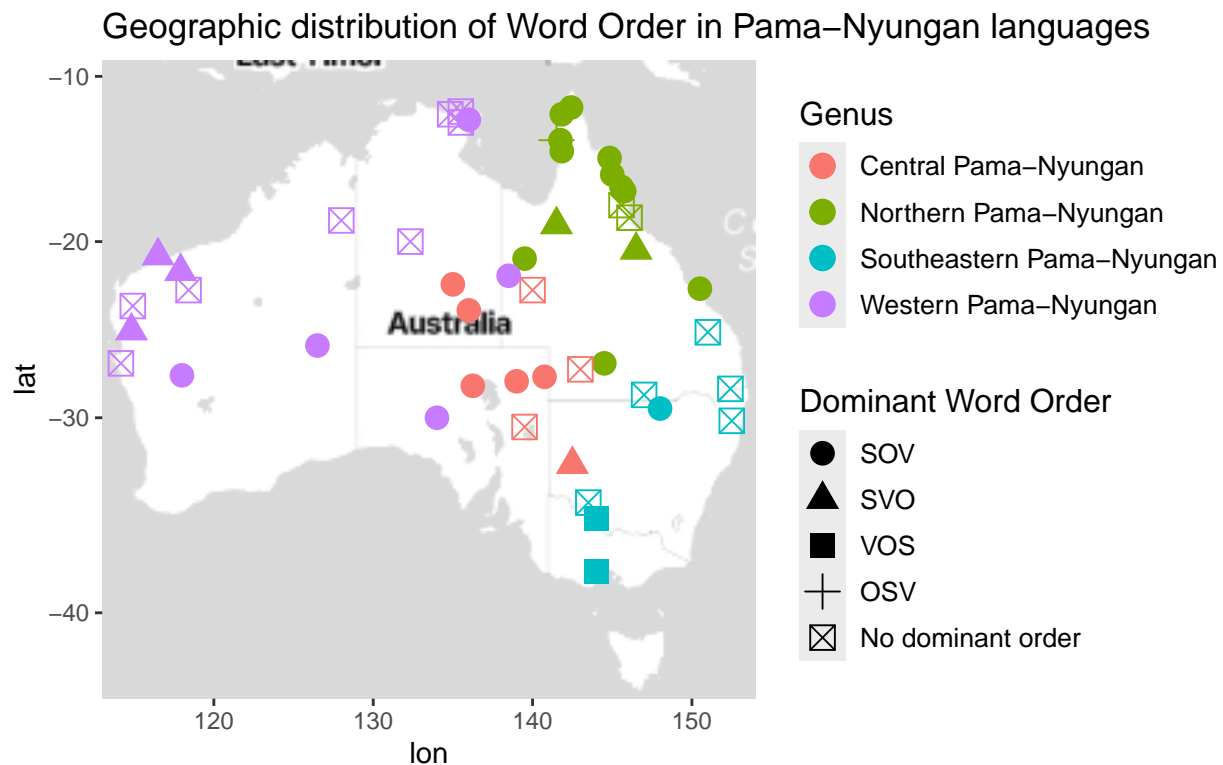 Geographic distribution of Word Order in Pama−Nyungan languages
East Timor
−10
−20
−30
−40
lat
Australia
120
130
140
150
lon
Genus
Central Pama−Nyungan
Northern Pama−Nyungan
Southeastern Pama−Nyungan
Western Pama−Nyungan
Dominant Word Order
SOV
SVO
VOS
OSV
No dominant order